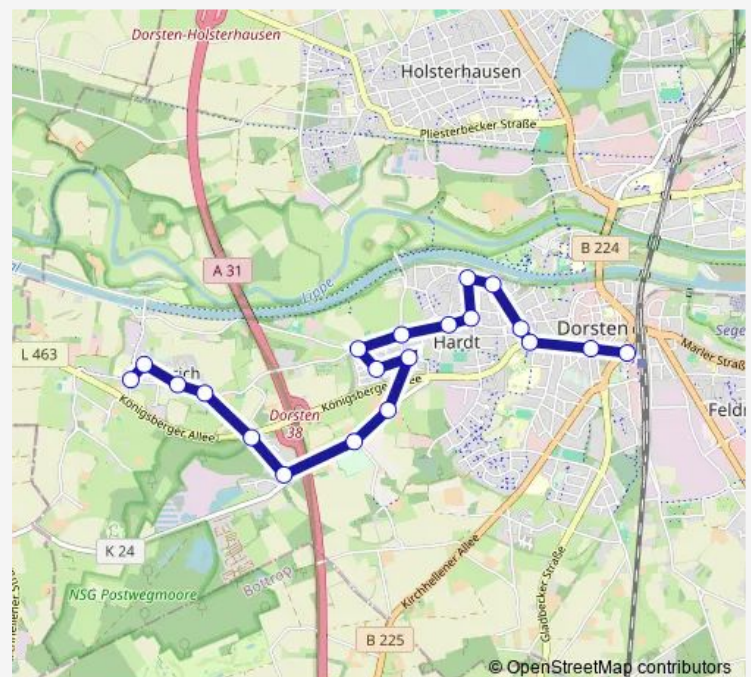 Dorsten-Holsterhausen
Holsterhausen
Pliesterbecker Straße
B 224
A 31
Lippe
L 463
Dorsten
Hardt
Marler Straß
Königsberger Allee
Königsberger Allee
Dorsten
38
Feldm
K 24
Kirchhellener Allee
Gladbecker Straße
Bottrop
NSG Postwegmoore
B 225
© OpenStreetMap contributors